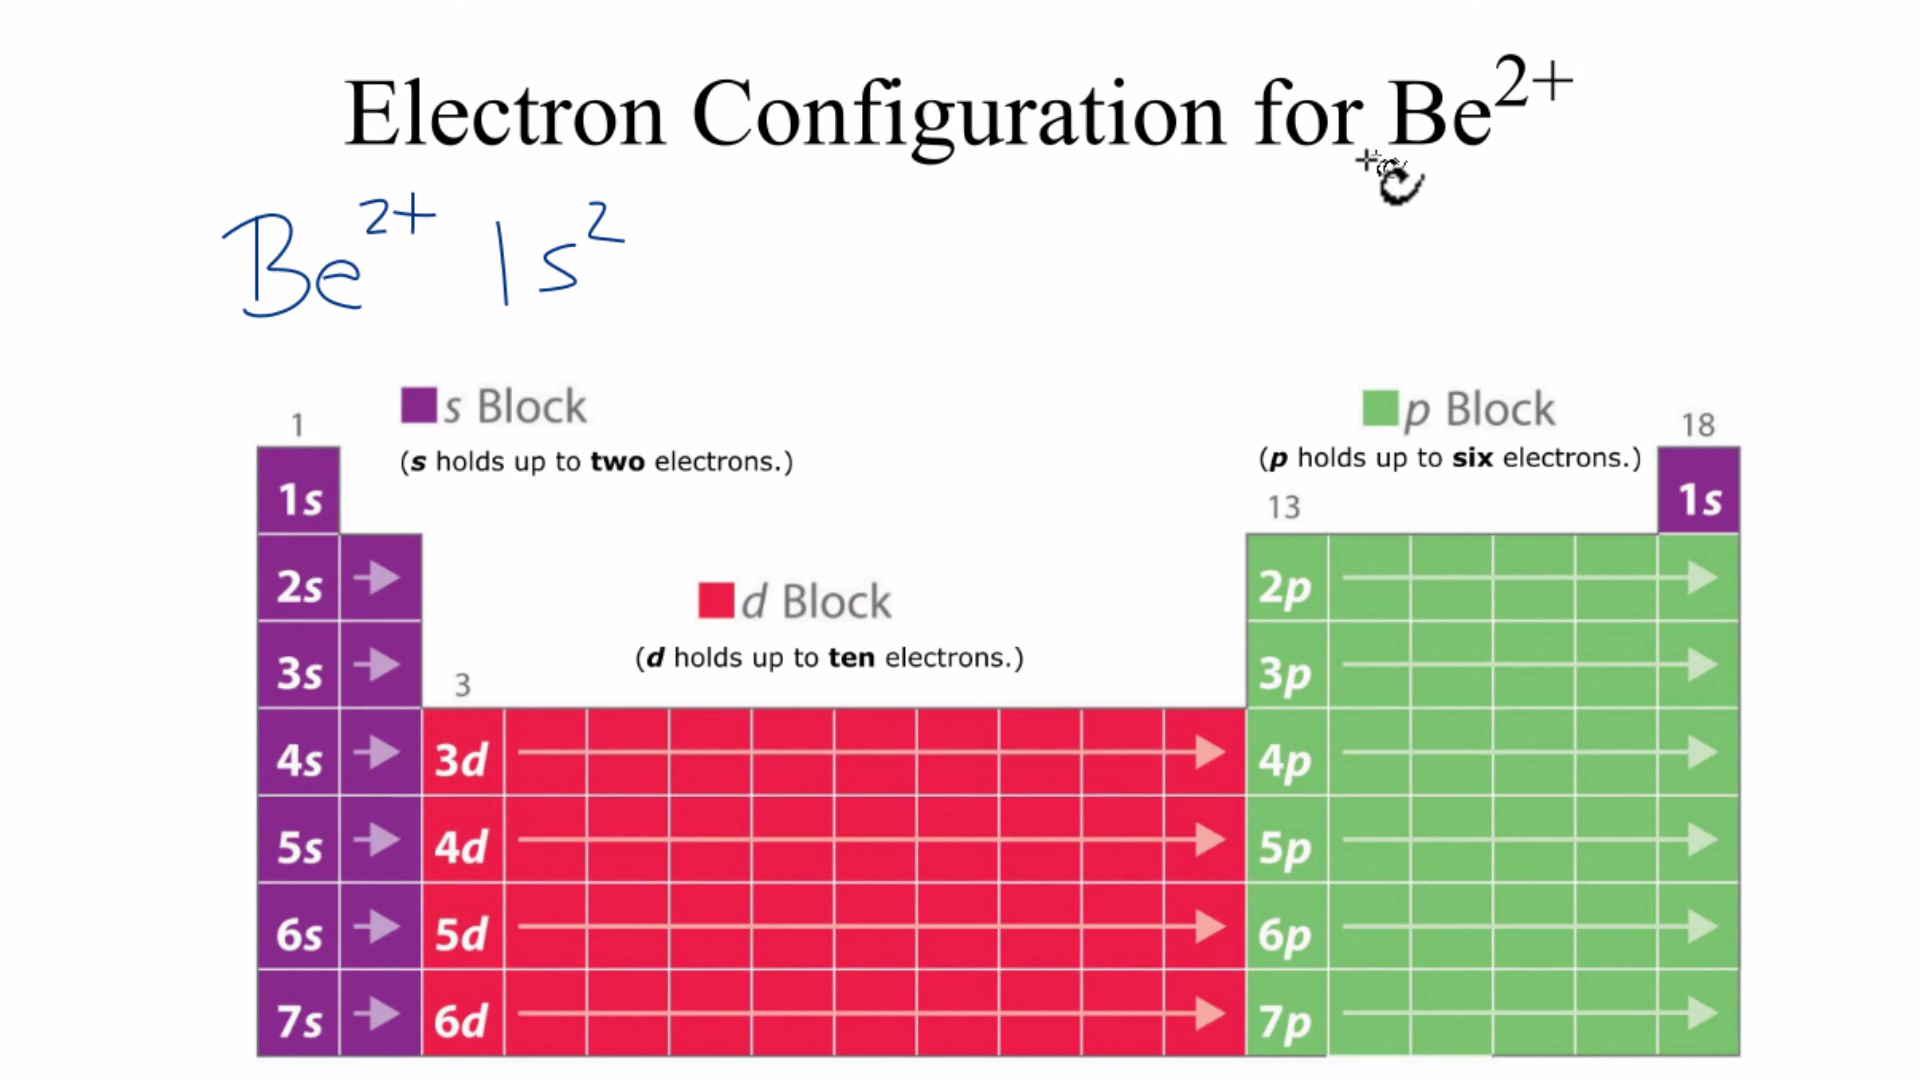 Electron Configuration for Be²⁺
Be²⁺ 1s²
s Block
p Block
1
18
(s holds up to two electrons.)
(p holds up to six electrons.)
1s
1s
13
2s
d Block
2p
(d holds up to ten electrons.)
3s
3
3p
4s
3d
4p
5s
4d
5p
6s
5d
6p
7s
6d
7p